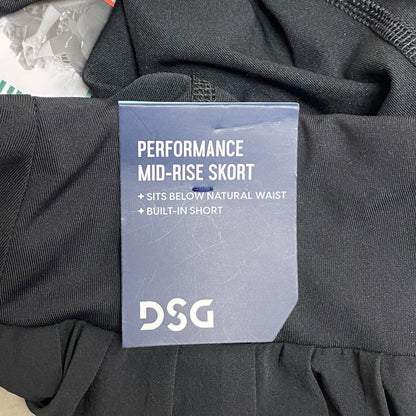 PERFORMANCE
MID-RISE SKORT
+ SITS BELOW NATURAL WAIST
+ BUILT-IN SHORT
DSG